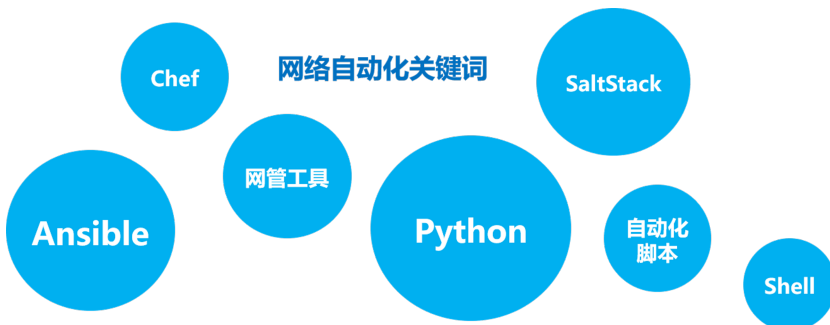 网络自动化关键词
Chef
SaltStack
网管工具
Ansible
Python
自动化
脚本
Shell